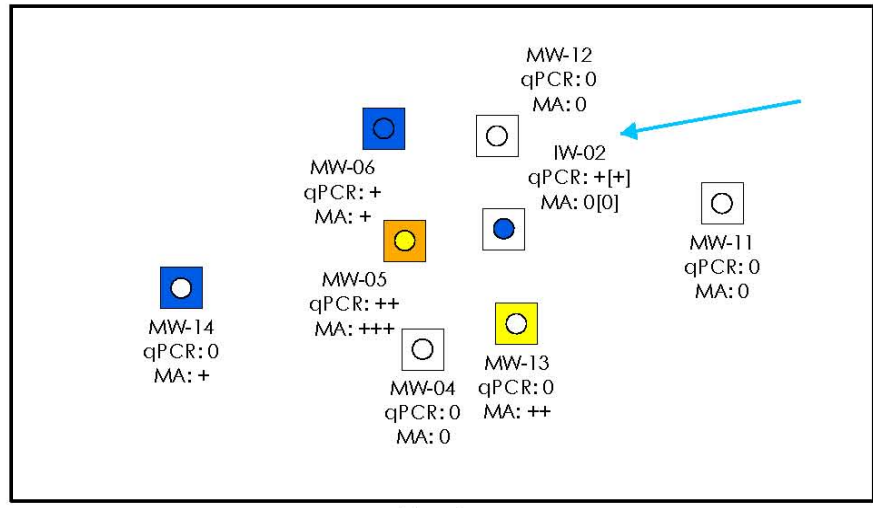 MW-12
qPCR: 0
MA: 0
IW-02
qPCR: +[+]
MA: 0[0]
MW-06
qPCR: +
MA: +
MW-11
qPCR: 0
MA: 0
MW-05
qPCR: ++
MA: +++
MW-14
qPCR: 0
MA: +
MW-04
qPCR: 0
MA: 0
MW-13
qPCR: 0
MA: ++